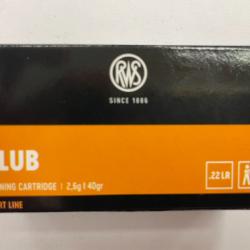 RWS
SINCE 1886
LUB
NING CARTRIDGE | 2,6g | 40gr
.22 LR
RT LINE